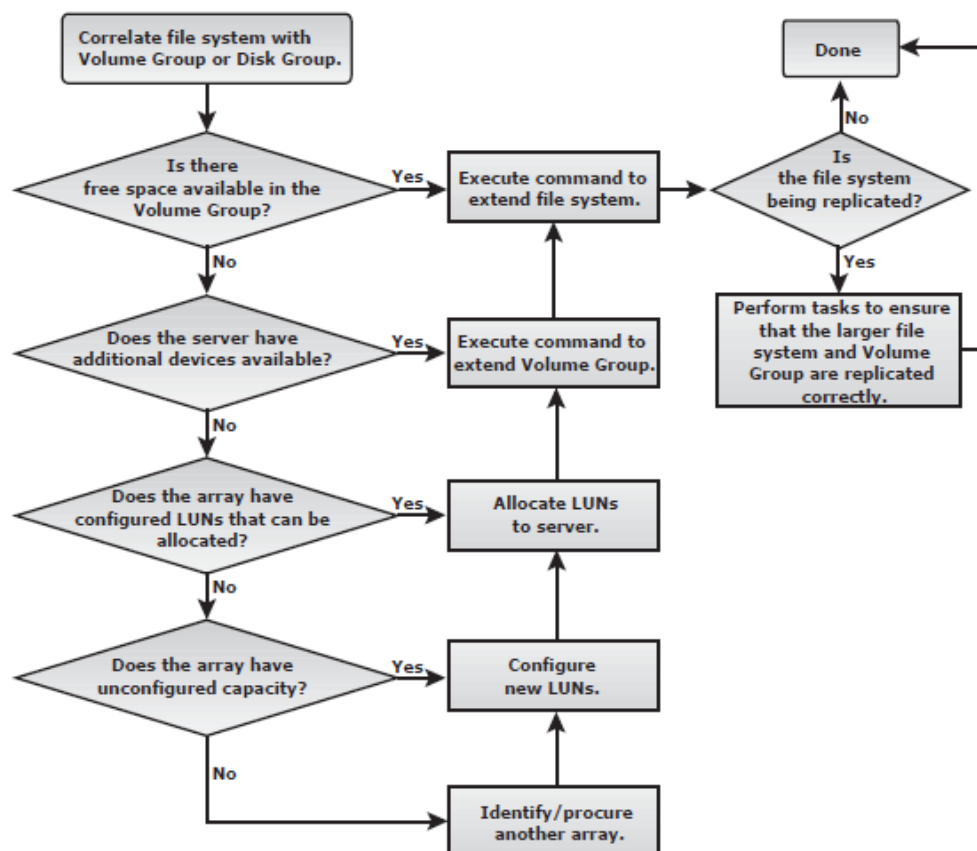 Correlate file system with
Volume Group or Disk Group.
Done
No
Is there
free space available in the
Volume Group?
Yes
Execute command to
extend file system.
Is
the file system
being replicated?
No
Yes
Does the server have
additional devices available?
Yes
Execute command to
extend Volume Group.
Perform tasks to ensure
that the larger file
system and Volume
Group are replicated
correctly.
No
Does the array have
configured LUNs that can be
allocated?
Yes
Allocate LUNs
to server.
No
Does the array have
unconfigured capacity?
Yes
Configure
new LUNs.
No
Identify/procure
another array.